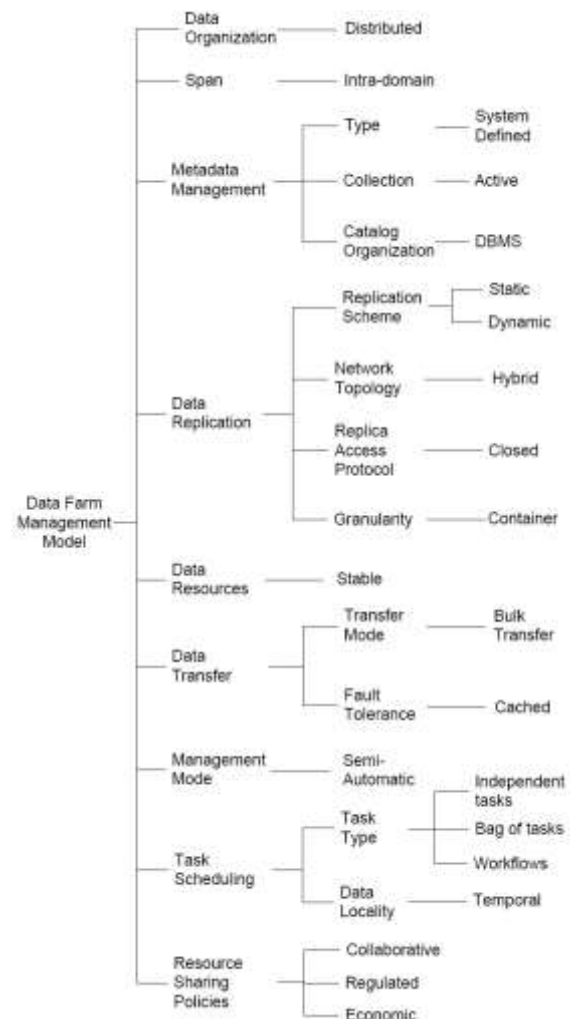 Data
Organization
Distributed
Span
Intra-domain
Metadata
Management
Type
System
Defined
Collection
Active
Catalog
Organization
DBMS
Data
Replication
Replication
Scheme
Static
Dynamic
Network
Topology
Hybrid
Replica
Access
Protocol
Closed
Granularity
Container
Data Farm
Management
Model
Data
Resources
Stable
Data
Transfer
Transfer
Mode
Bulk
Transfer
Fault
Tolerance
Cached
Management
Mode
Semi-
Automatic
Task
Scheduling
Task
Type
Independent
tasks
Bag of tasks
Workflows
Data
Locality
Temporal
Resource
Sharing
Policies
Collaborative
Regulated
Economic